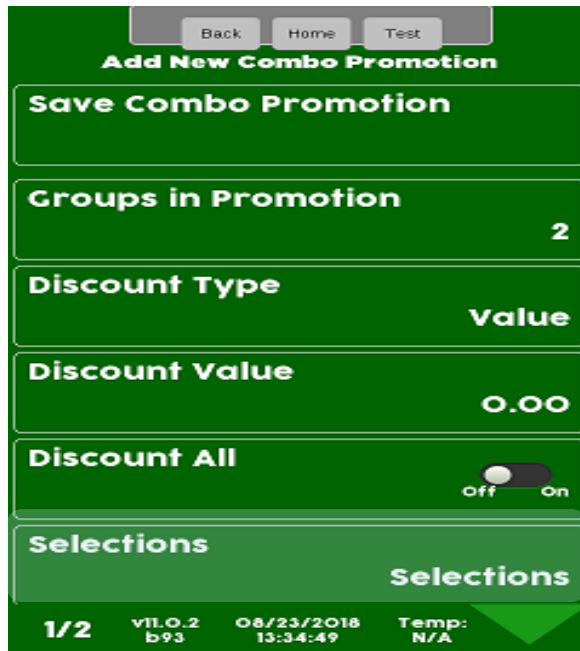 Back Home Test
Add New Combo Promotion
Save Combo Promotion
Groups in Promotion
2
Discount Type
Value
Discount Value
0.00
Discount All
Off On
Selections
Selections
1/2 v11.0.2 08/23/2018 Temp:
b93 13:34:49 N/A